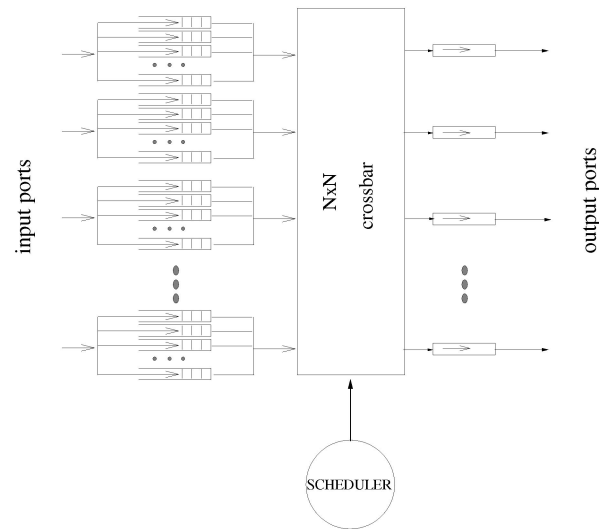 input ports
NxN
crossbar
output ports
SCHEDULER